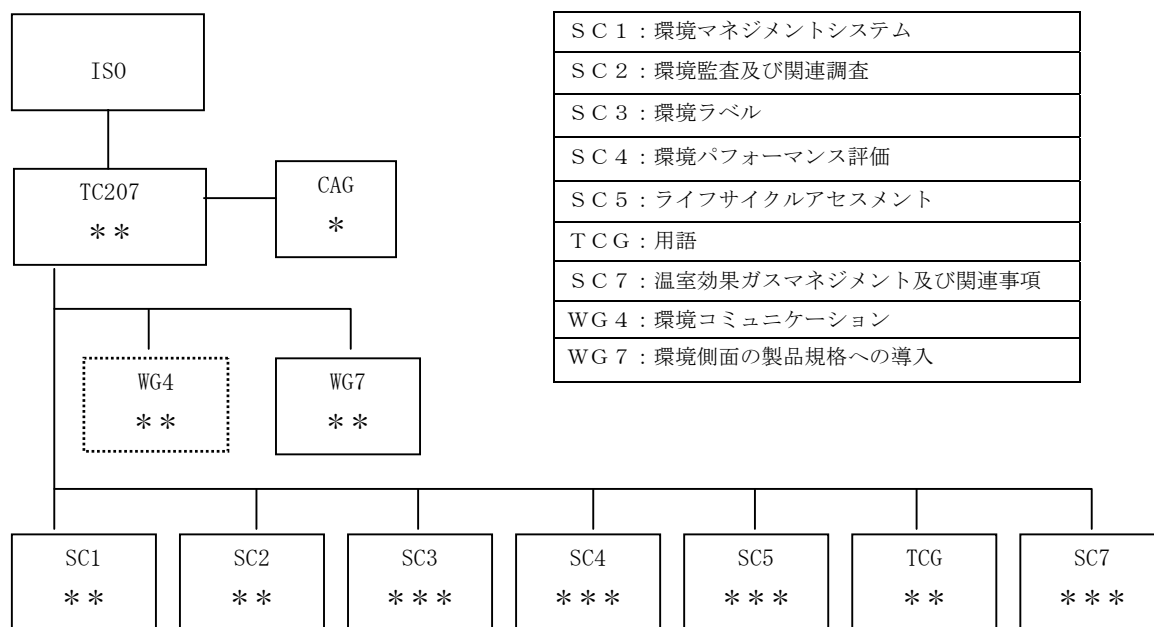 ISO
TC207
**
CAG
*
WG4
**
WG7
**
SC1
**
SC2
**
SC3
***
SC4
***
SC5
***
TCG
**
SC7
***
SC1:環境マネジメントシステム
SC2:環境監査及び関連調査
SC3:環境ラベル
SC4:環境パフォーマンス評価
SC5:ライフサイクルアセスメント
TCG:用語
SC7:温室効果ガスマネジメント及び関連事項
WG4:環境コミュニケーション
WG7:環境側面の製品規格への導入